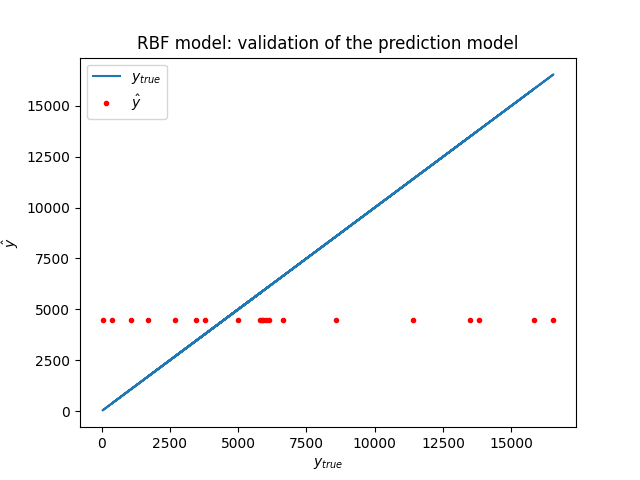 RBF model: validation of the prediction model
y_true
ŷ
15000
12500
10000
7500
5000
2500
0
ŷ
0 2500 5000 7500 10000 12500 15000
y_true